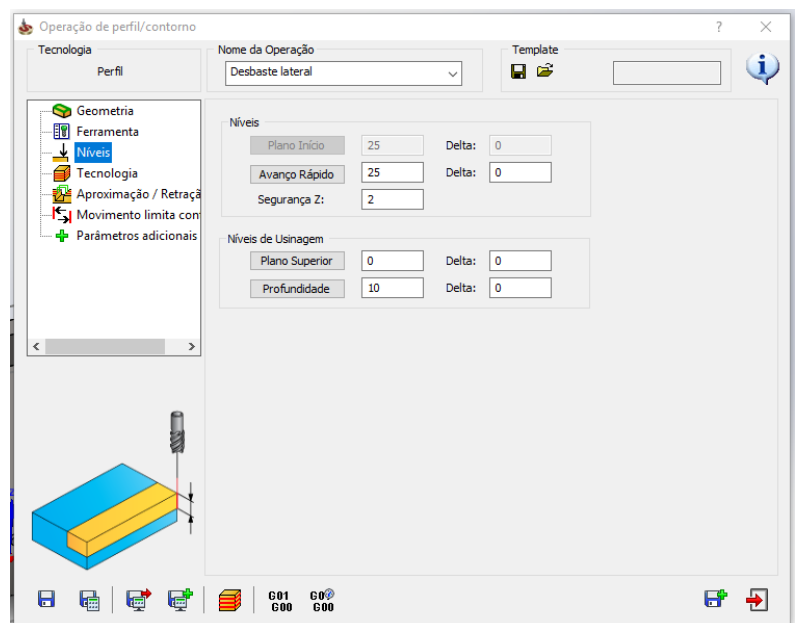 Operação de perfil/contorno
?
Tecnologia
Perfil
Nome da Operação
Desbaste lateral
Template
Geometria
Ferramenta
Níveis
Tecnologia
Aproximação / Retraçã
Movimento limita con
Parâmetros adicionais
Níveis
Plano Início 25 Delta: 0
Avanço Rápido 25 Delta: 0
Segurança Z: 2
Níveis de Usinagem
Plano Superior 0 Delta: 0
Profundidade 10 Delta: 0
G01
G00
G0
G00